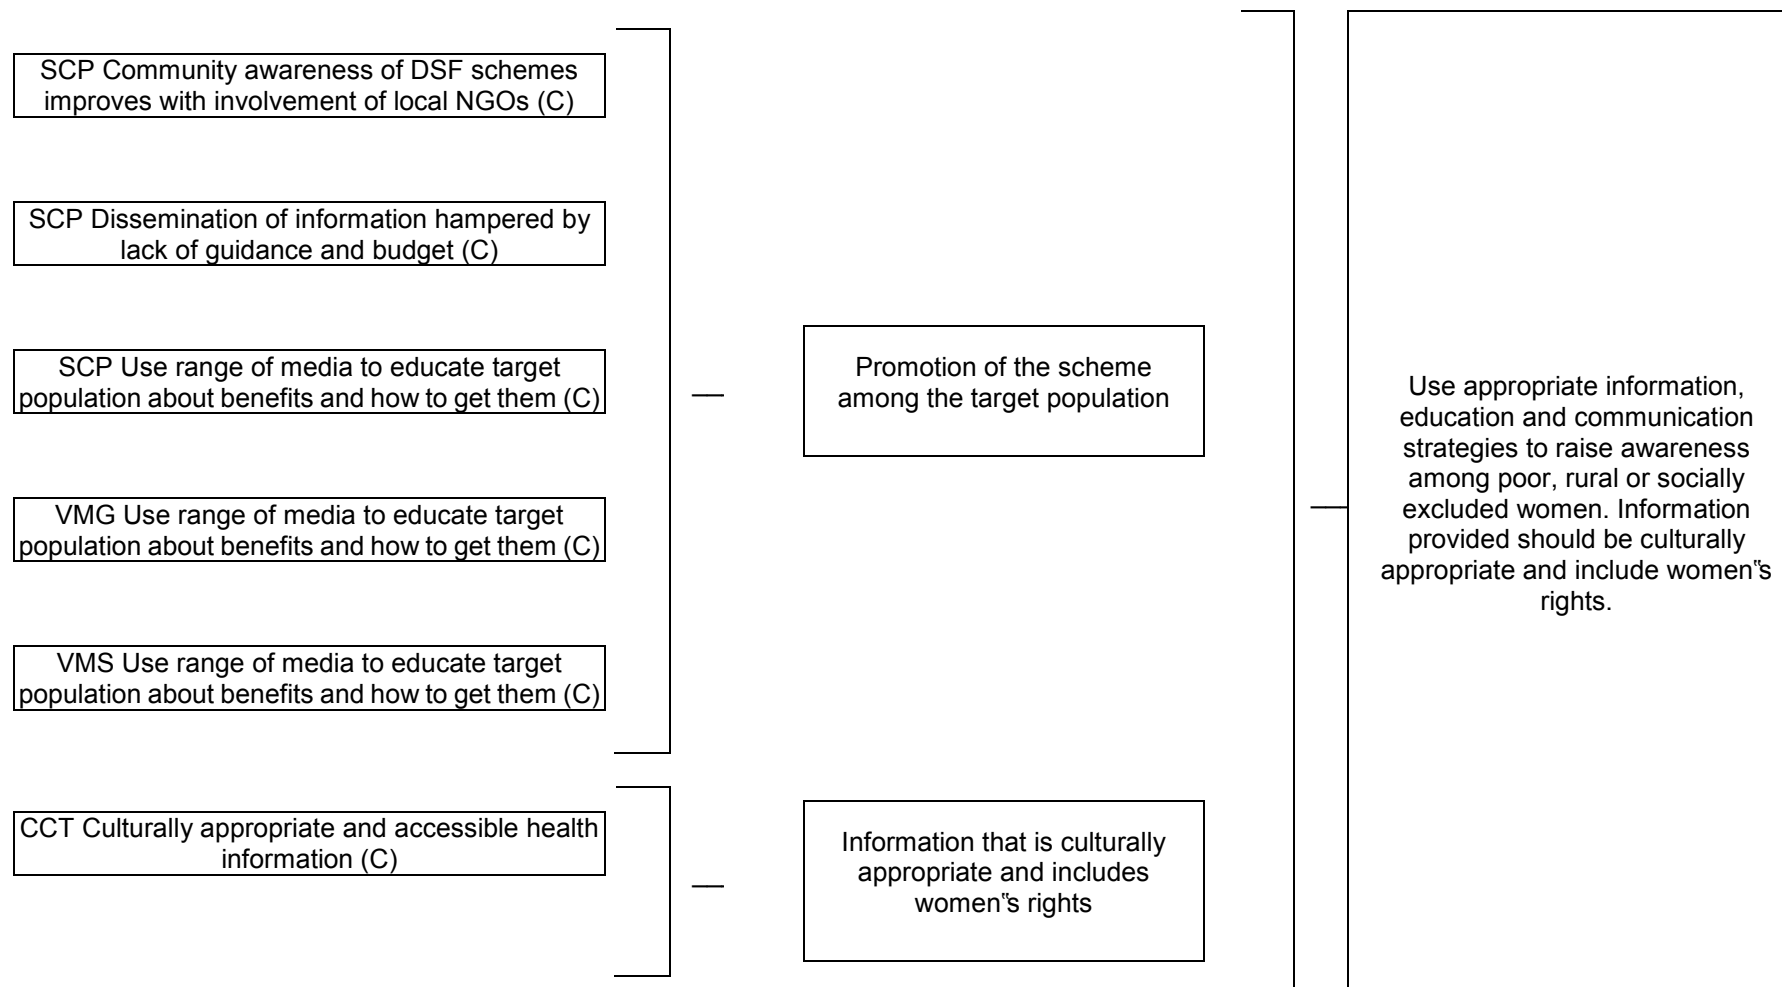 SCP Community awareness of DSF schemes
improves with involvement of local NGOs (C)
SCP Dissemination of information hampered by
lack of guidance and budget (C)
SCP Use range of media to educate target
population about benefits and how to get them (C)
VMG Use range of media to educate target
population about benefits and how to get them (C)
VMS Use range of media to educate target
population about benefits and how to get them (C)
CCT Culturally appropriate and accessible health
information (C)
Promotion of the scheme
among the target population
Information that is culturally
appropriate and includes
women‟s rights
Use appropriate information,
education and communication
strategies to raise awareness
among poor, rural or socially
excluded women. Information
provided should be culturally
appropriate and include women‟s
rights.